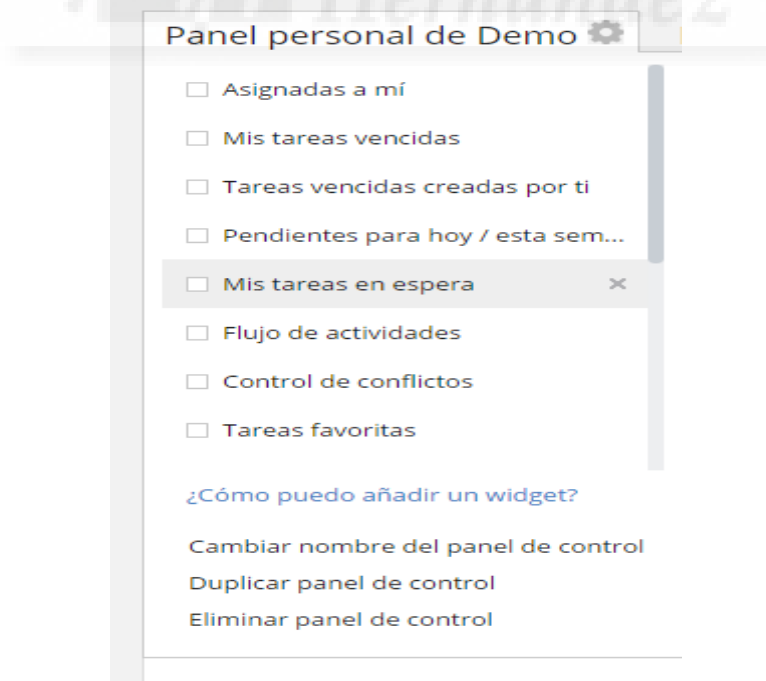 Hernández
Panel personal de Demo
Asignadas a mí
Mis tareas vencidas
Tareas vencidas creadas por ti
Pendientes para hoy / esta sem...
Mis tareas en espera
Flujo de actividades
Control de conflictos
Tareas favoritas
¿Cómo puedo añadir un widget?
Cambiar nombre del panel de control
Duplicar panel de control
Eliminar panel de control